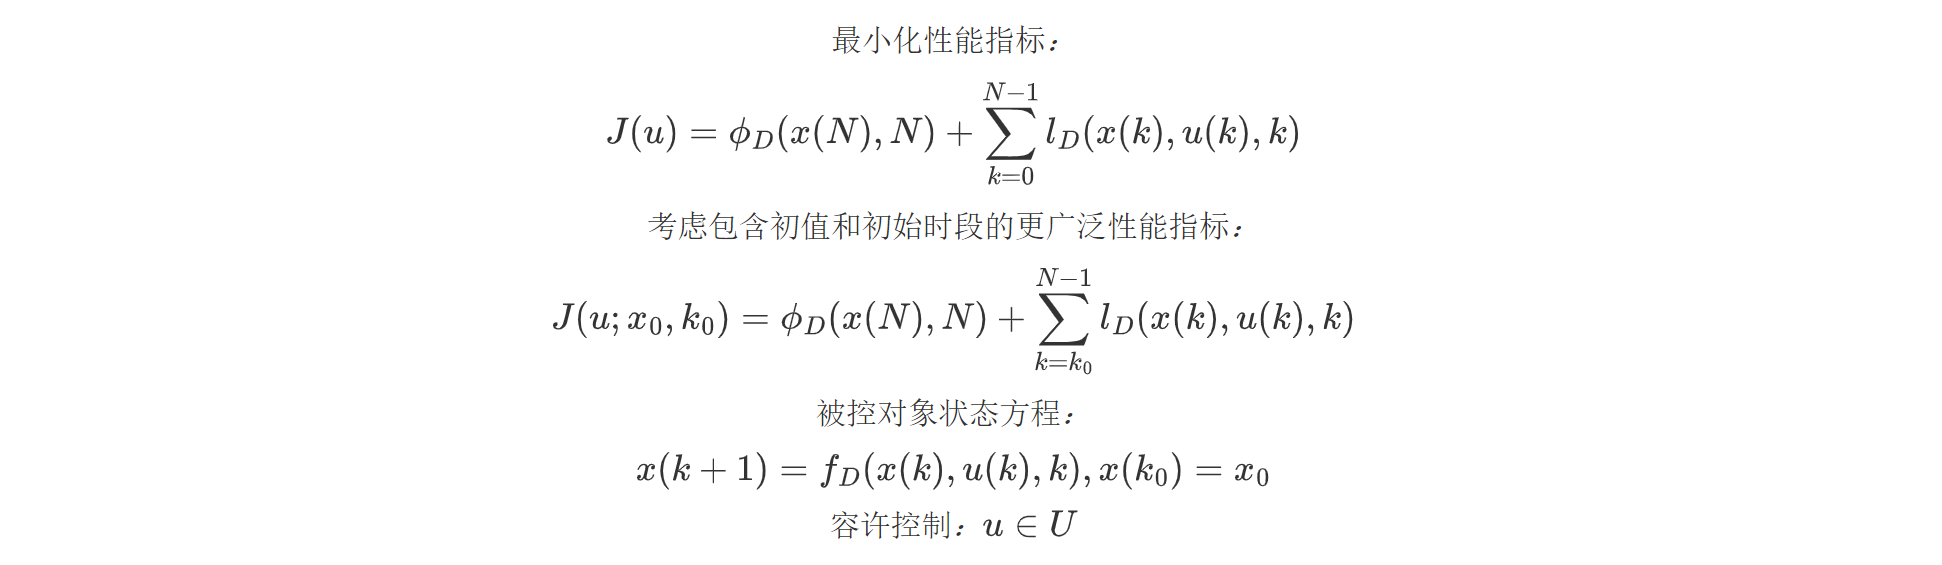 最小化性能指标：
$$J(u) = \phi_D(x(N), N) + \sum_{k=0}^{N-1} l_D(x(k), u(k), k)$$
考虑包含初值和初始时段的更广泛性能指标：
$$J(u; x_0, k_0) = \phi_D(x(N), N) + \sum_{k=k_0}^{N-1} l_D(x(k), u(k), k)$$
被控对象状态方程：
$$x(k+1) = f_D(x(k), u(k), k), x(k_0) = x_0$$
容许控制：$u \in U$